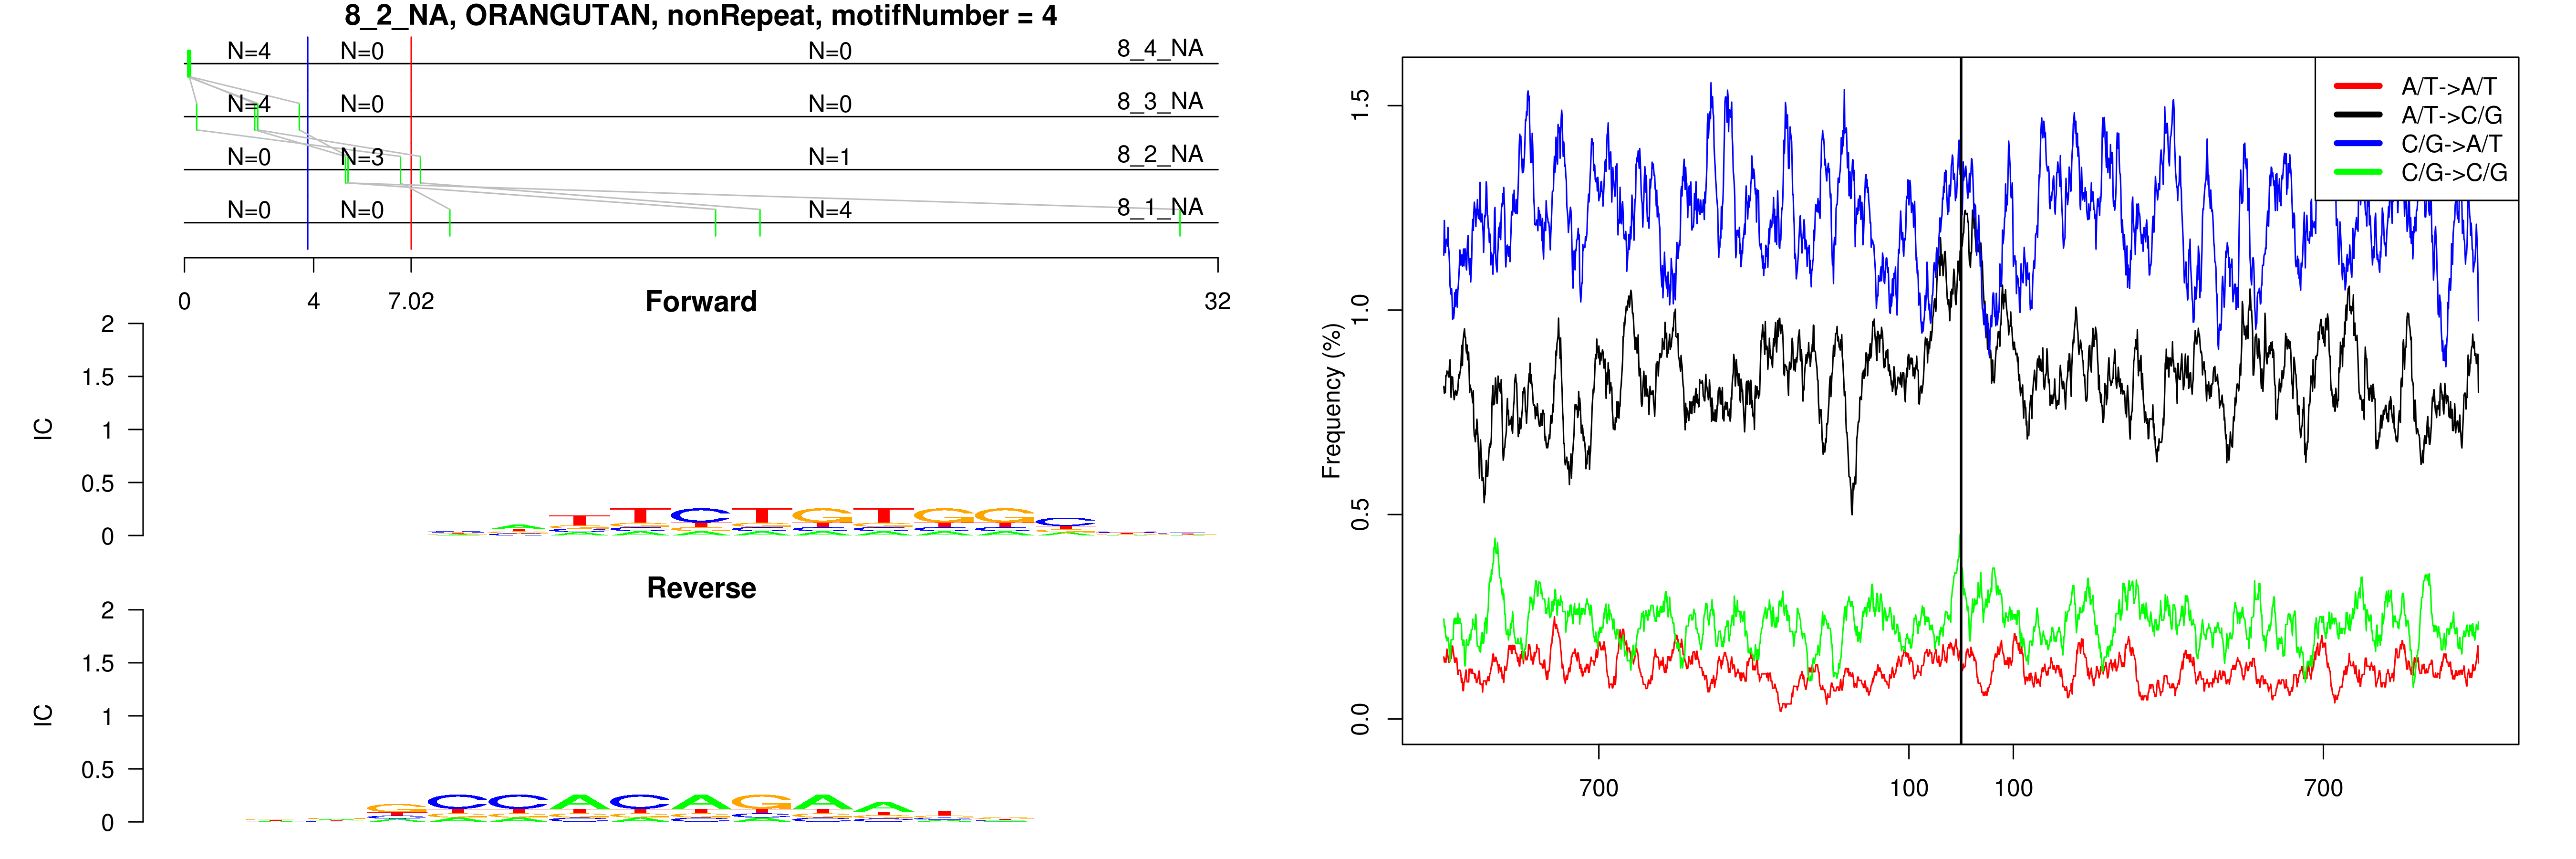 8_2_NA, ORANGUTAN, nonRepeat, motifNumber = 4
N=4 N=0 N=0 8_4_NA
N=4 N=0 N=0 8_3_NA
N=0 N=3 N=1 8_2_NA
N=0 N=0 N=4 8_1_NA
0 4 7.02 32
Forward
IC
2
1.5
1
0.5
0
ATTCTGTGGC
Reverse
IC
2
1.5
1
0.5
0
GCCACAGAAT
Frequency (%)
1.5
1.0
0.5
0.0
700 100 100 700
A/T->A/T
A/T->C/G
C/G->A/T
C/G->C/G